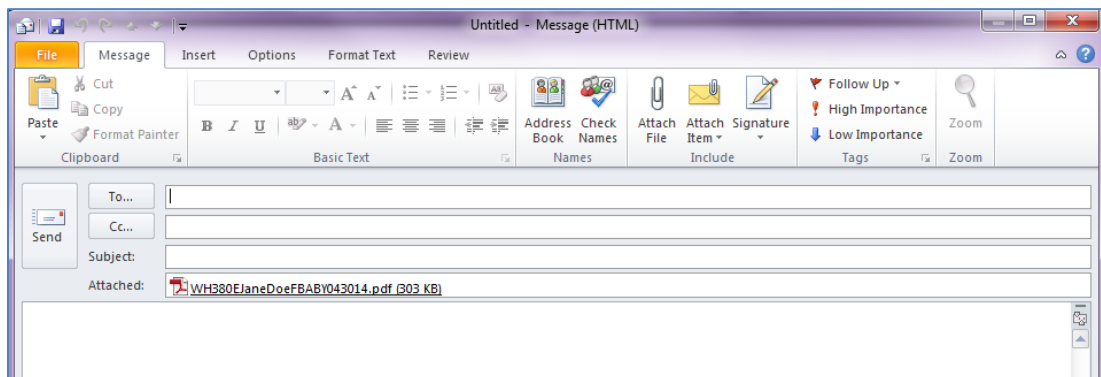 Untitled - Message (HTML)
File Message Insert Options Format Text Review
Paste
Cut
Copy
Format Painter
Clipboard
B I U
Basic Text
Address Book
Check Names
Names
Attach File
Attach Item
Signature
Include
Follow Up
High Importance
Low Importance
Tags
Zoom
Zoom
Send
To...
Cc...
Subject:
Attached: WH380EJaneDoeFBABY043014.pdf (303 KB)